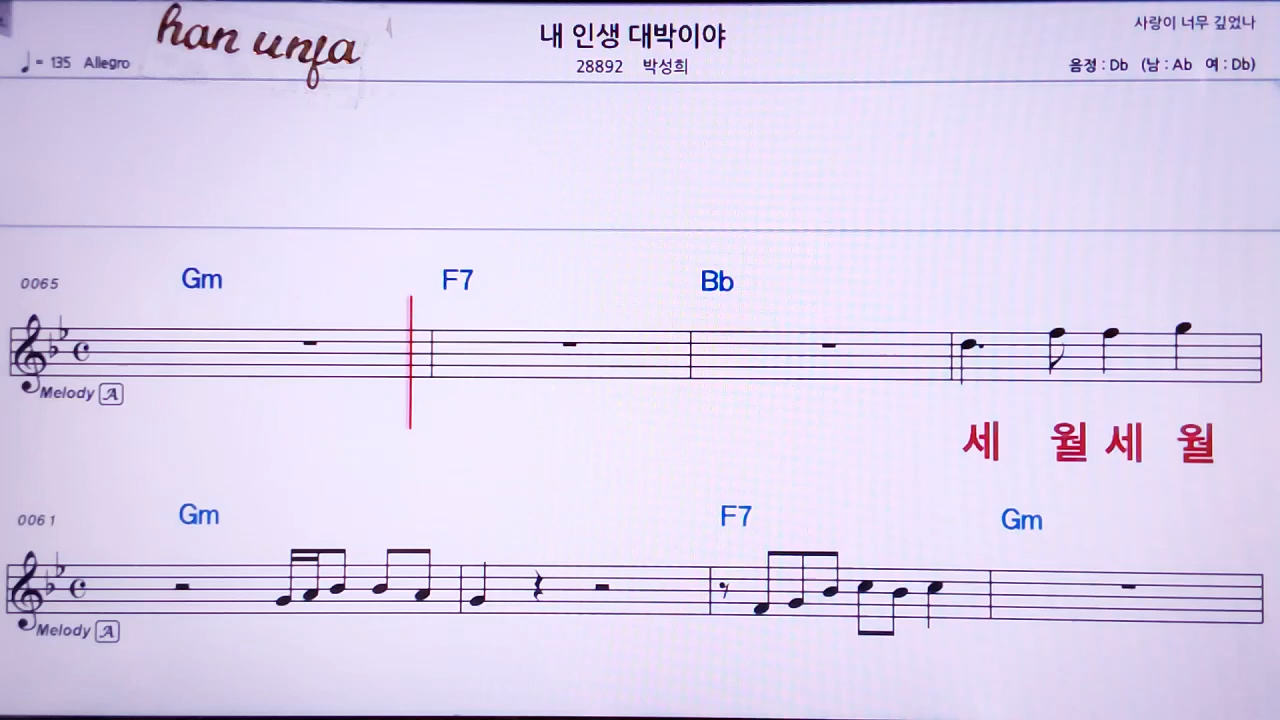 han unfa
내 인생 대박이야
사랑이 너무 깊었나
♩= 135 Allegro
28892 박성희
음정 : Db (남 : Ab 여 : Db)
0065
Gm F7 Bb
Melody A
세 월 세 월
0061
Gm F7 Gm
Melody A